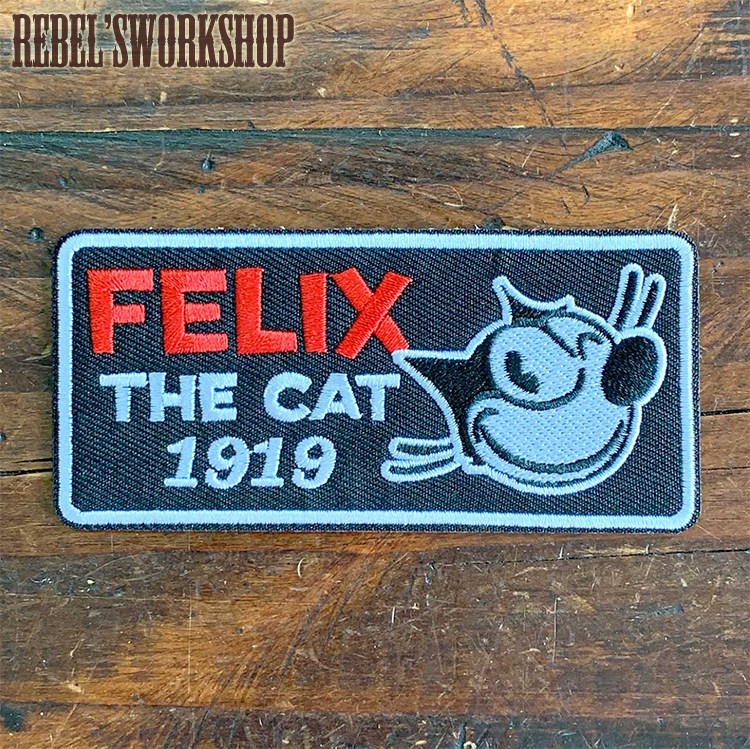 REBEL'SWORKSHOP
FELIX
THE CAT
1919